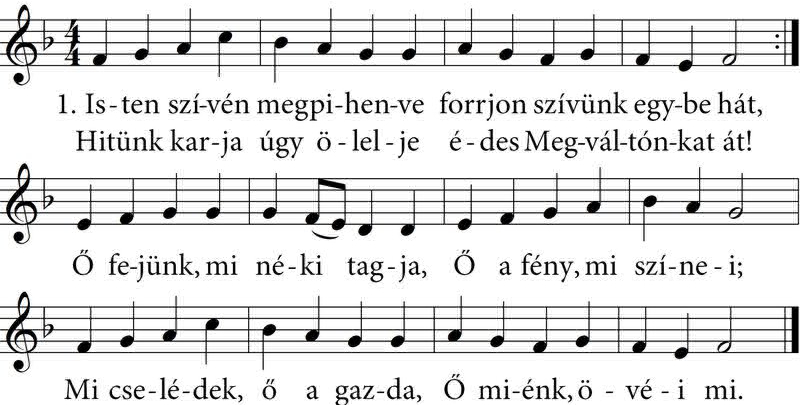 4
4
1. Is-ten szí-vén megpi-hen-ve forrjon szívünk egy-be hát,
Hitünk kar-ja úgy ö-lel-je é-des Meg-vál-tón-kat át!
Ő fe-jünk, mi né-ki tag-ja, Ő a fény, mi szí-ne-i;
Mi cse-lé-dek, ő a gaz-da, Ő mi-énk, ö-vé-i mi.